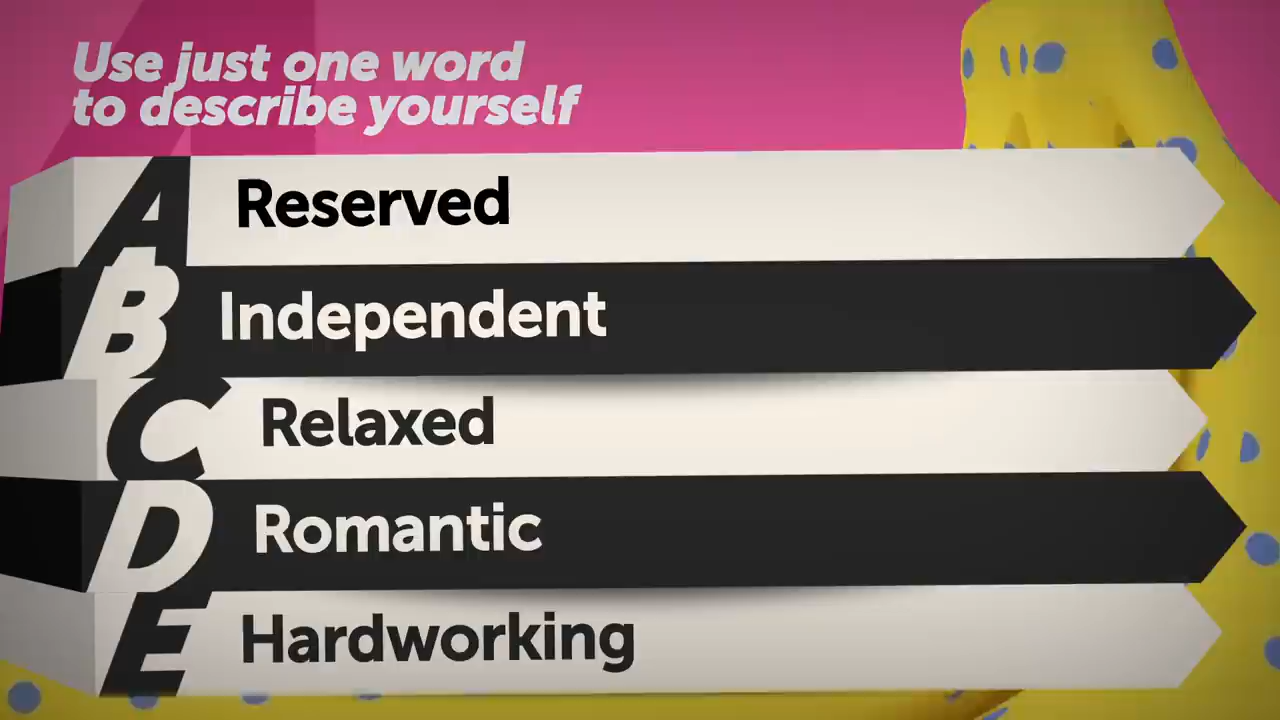 Use just one word
to describe yourself
A Reserved
B Independent
C Relaxed
D Romantic
E Hardworking